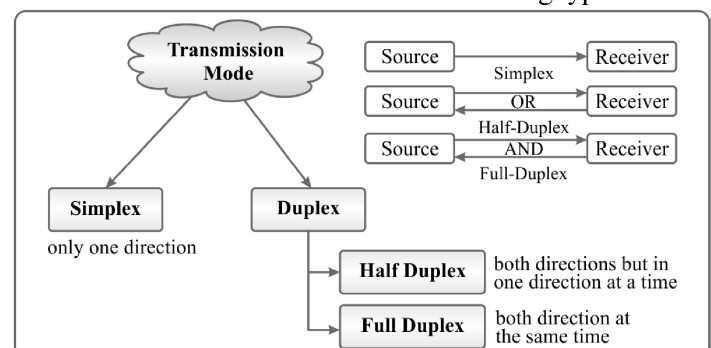 Transmission
Mode
Source
Receiver
Simplex
Source
OR
Receiver
Half-Duplex
Source
AND
Receiver
Full-Duplex
Simplex
only one direction
Duplex
Half Duplex
both directions but in
one direction at a time
Full Duplex
both direction at
the same time